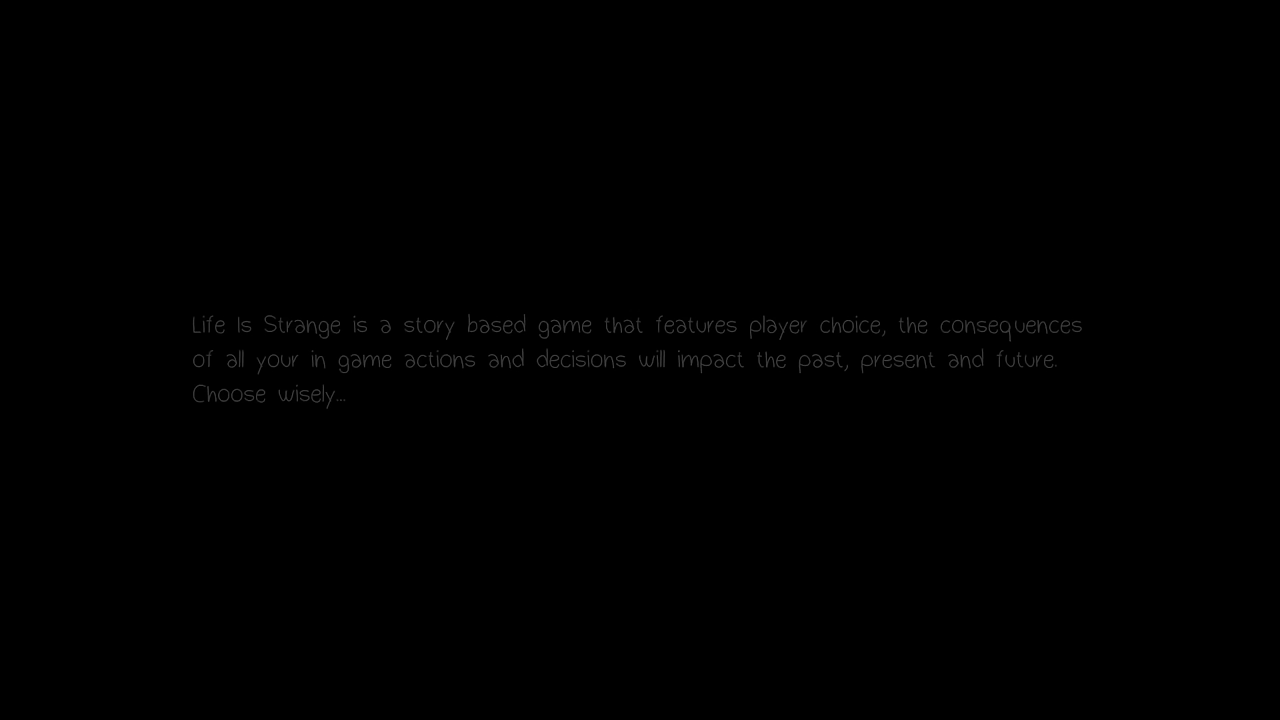 Life Is Strange is a story based game that features player choice, the consequences
of all your in game actions and decisions will impact the past, present and future.
Choose wisely...